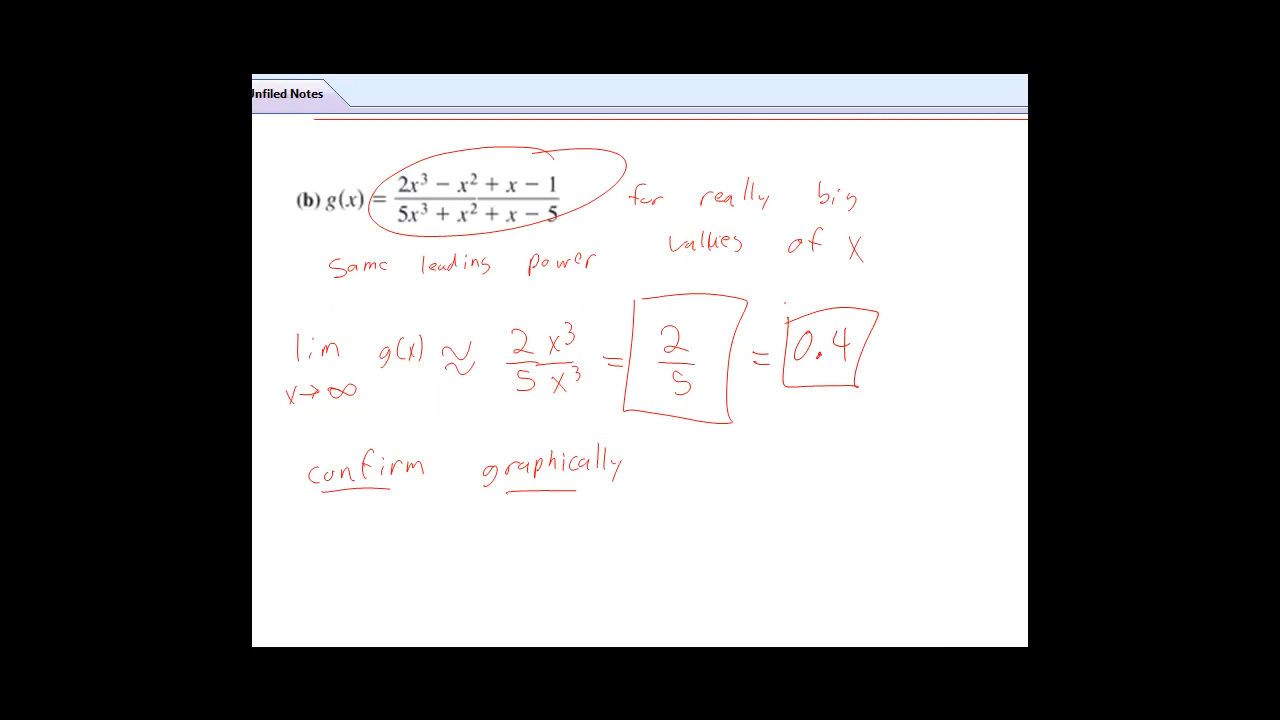 Unfiled Notes
(b) g(x) = (2x³ − x² + x − 1)/(5x³ + x² + x − 5)
for really big
values of x
same leading power
lim x→∞ g(x) ≈ 2x³/5x³ = 2/5 = 0.4
confirm graphically